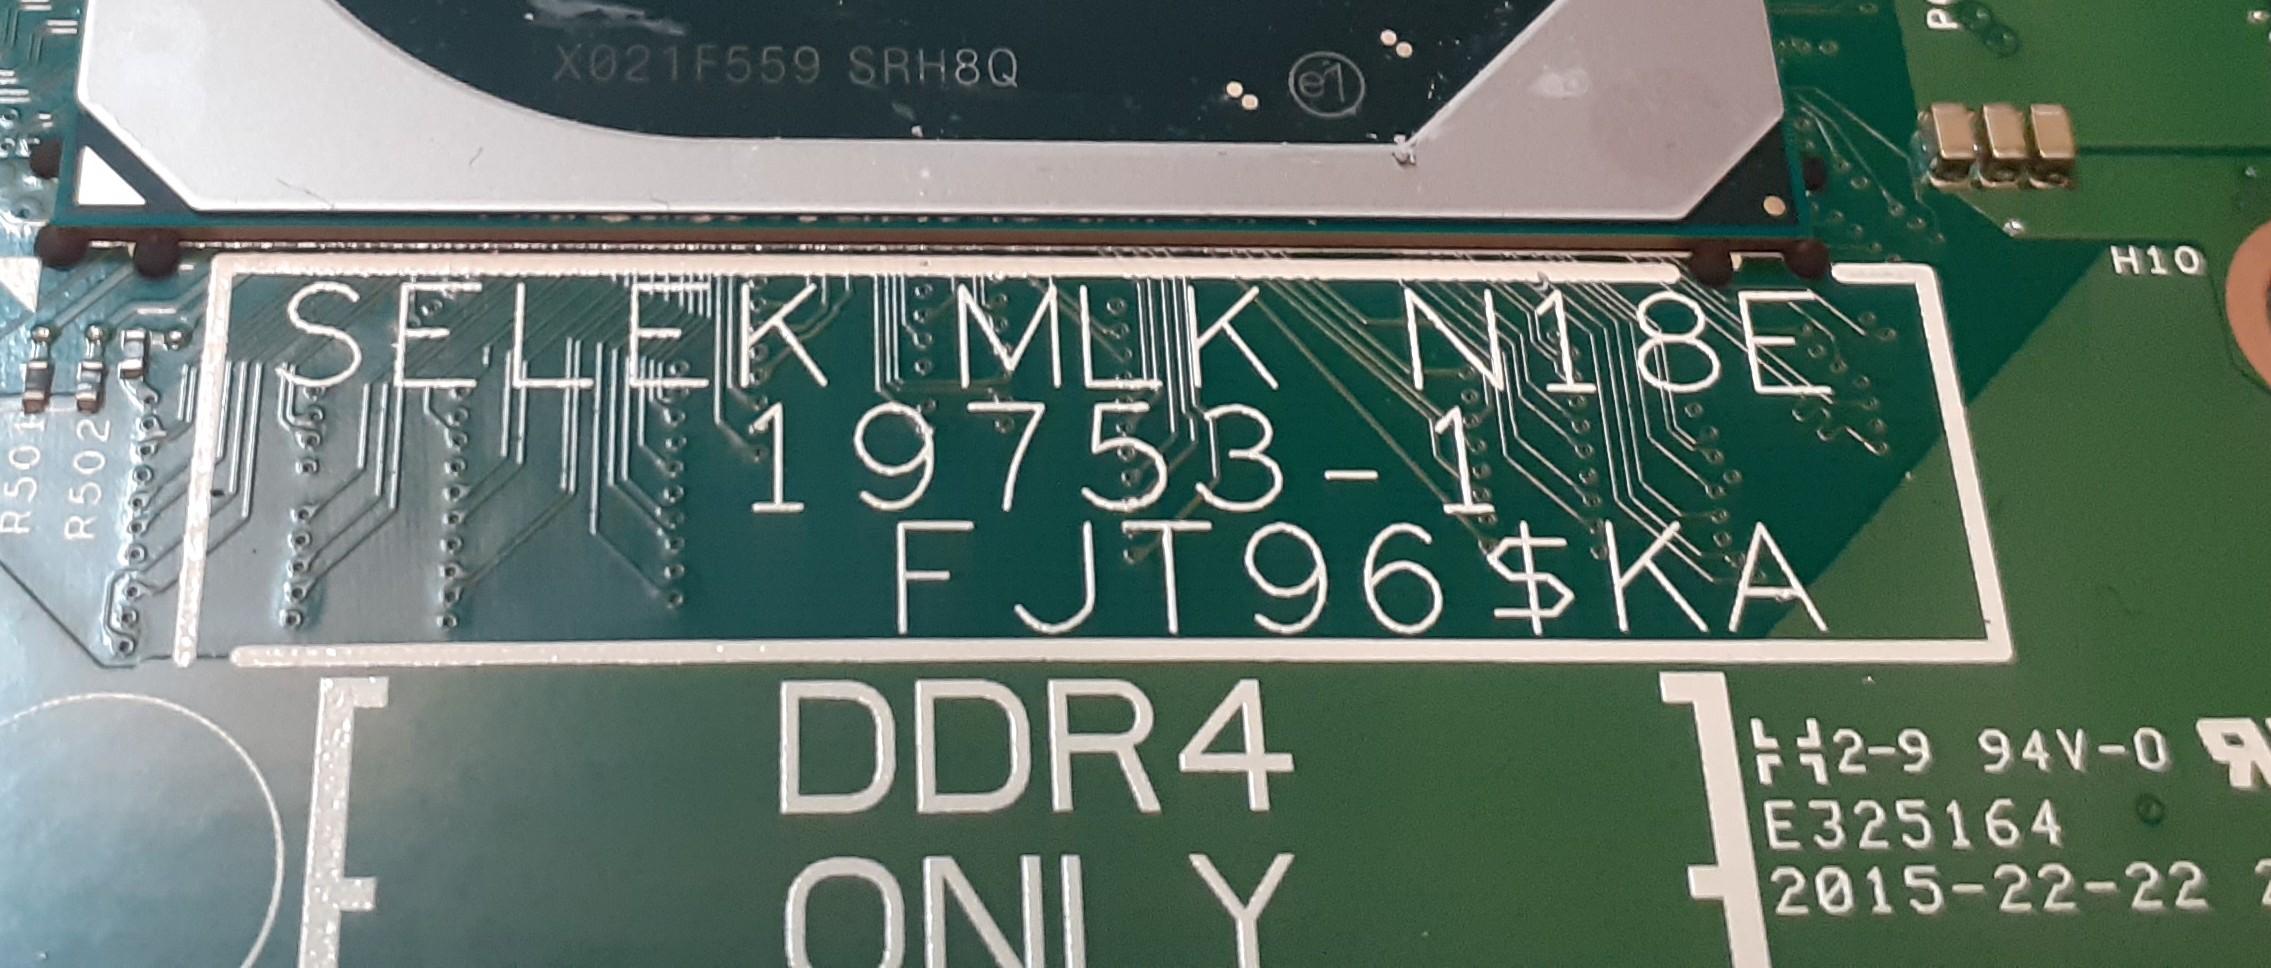 X021F559 SRH8Q
e1
H10
SELEK MLK N18E
19753-1
FJT96$KA
R501
R502
DDR4
ONLY
2-9 94V-0
E325164
2015-22-22